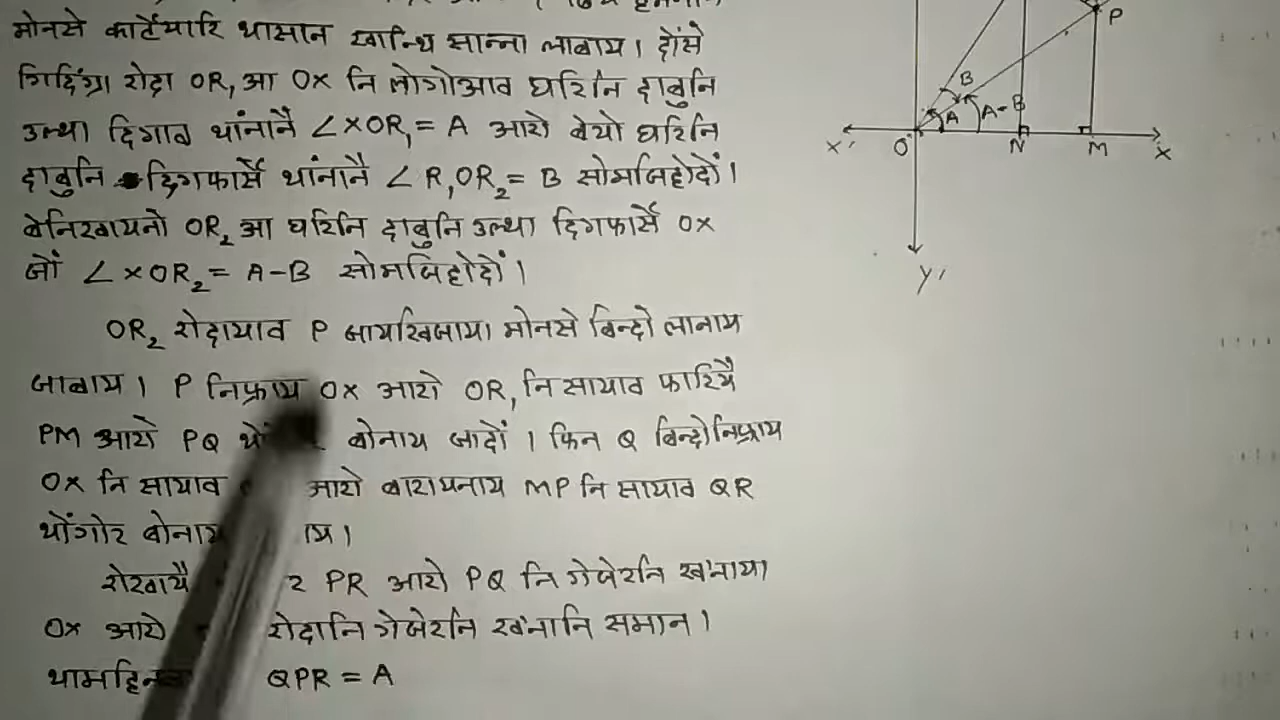 मोनसे कार्टेयारि थासान खान्थि सान्ना लाबाय। दोंसे
गिदिंग्रा रोदा OR₁ आ OX नि लोगोआव घरिनि दाबुनि
उल्था दिगाव थांनानै ∠XOR₁ = A आरो बेयो घरिनि
दाबुनि दिगफार्से थांनानै ∠R₁OR₂ = B सोमजिहोदों।
बेनिखायनो OR₂ आ घरिनि दाबुनि उल्था दिगफार्सै OX
जों ∠XOR₂ = A-B सोमजिहोदों।
OR₂ रोदायाव P जायखिजाया मोनसे बिन्दो लानाय
जाबाय। P निफ्राय OX आरो OR₁ नि सायाव फारियै
PM आरो PQ बोनाय जादों। फिन Q बिन्दोनिफ्राय
OX नि सायाव आरो बारायनाय MP नि सायाव QR
थोंगोर बोनाय
रोखायै PR आरो PQ नि गेजेरनि ख'नाया
OX आरो रोदानि गेजेरनि ख'नानि समान।
QPR = A
P
B
A
A-B
X'
O
N
M
X
Y'